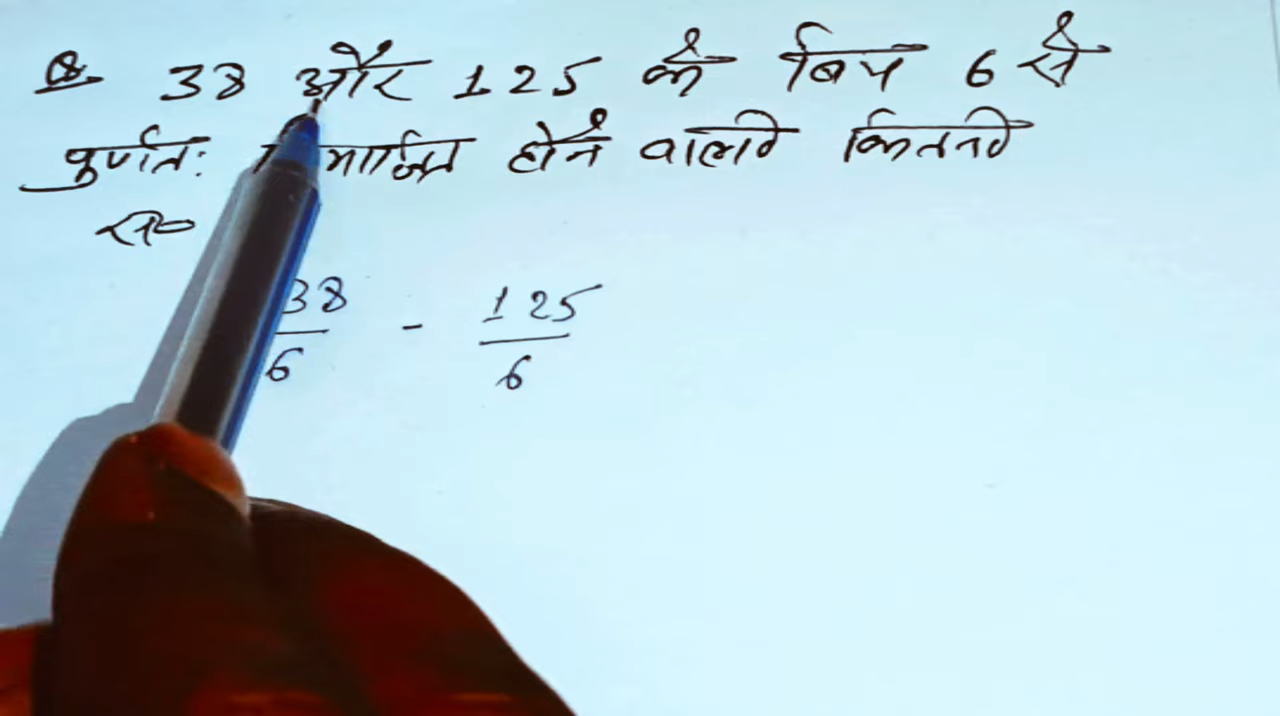 Q. 38 और 125 के बिच 6 से
पुर्णतः होने वाली कितनी
सं०
38/6 - 125/6